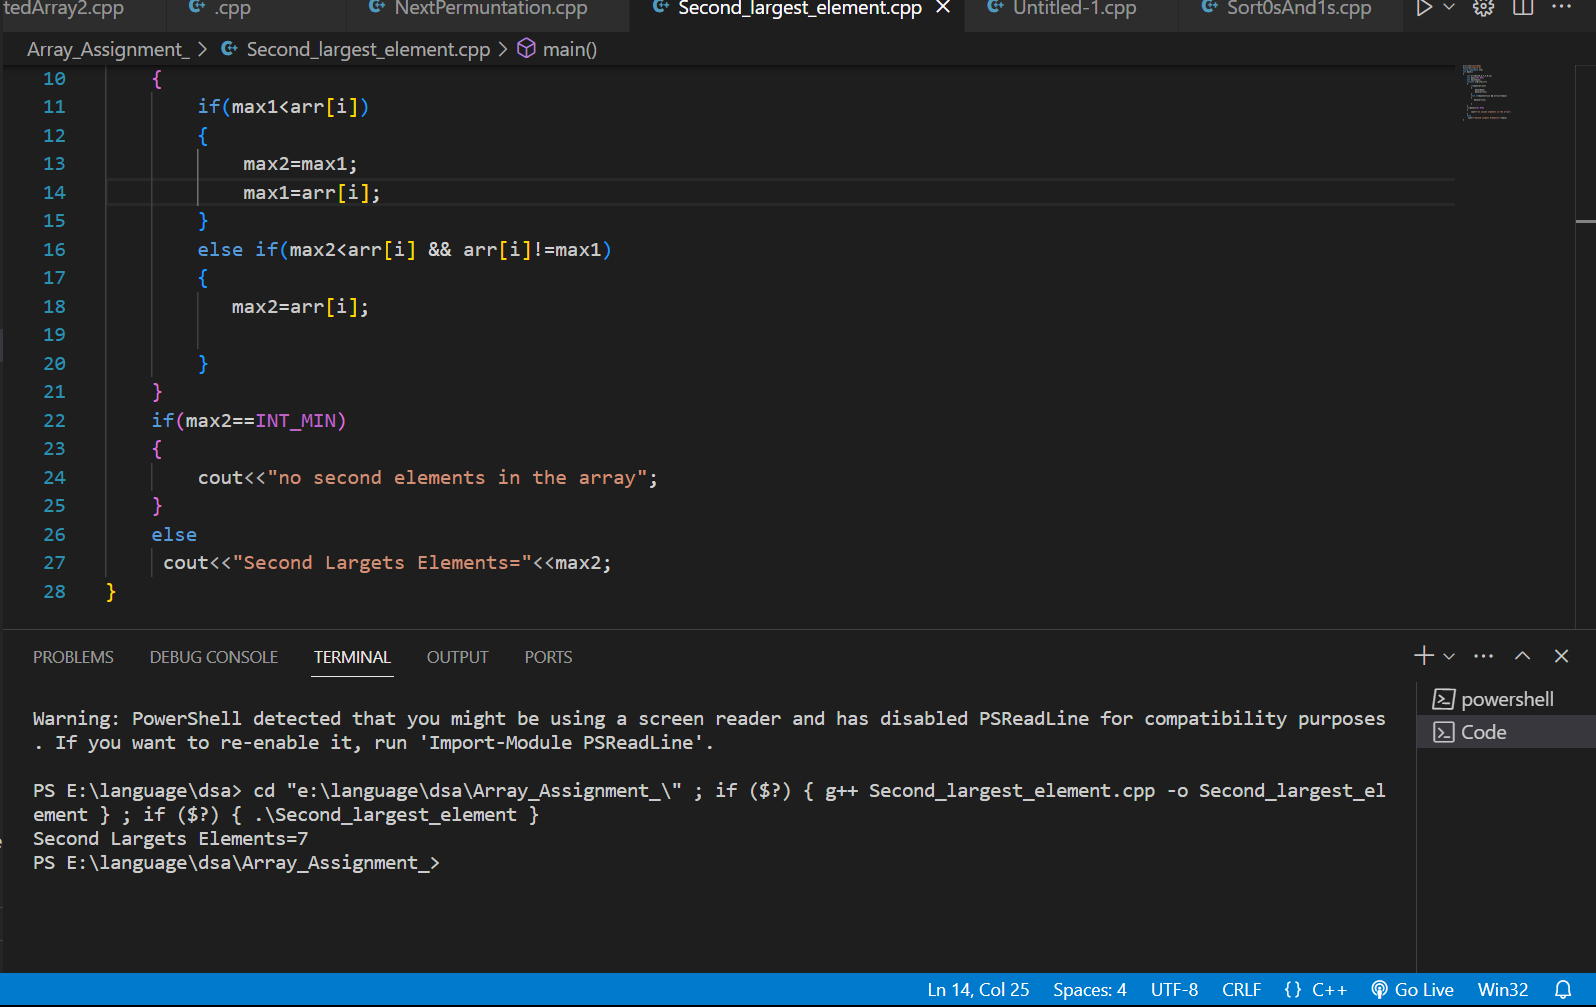 tedArray2.cpp .cpp NextPermuntation.cpp Second_largest_element.cpp Untitled-1.cpp Sort0sAnd1s.cpp
Array_Assignment_ > Second_largest_element.cpp > main()
10 {
11 if(max1<arr[i])
12 {
13 max2=max1;
14 max1=arr[i];
15 }
16 else if(max2<arr[i] && arr[i]!=max1)
17 {
18 max2=arr[i];
19
20 }
21 }
22 if(max2==INT_MIN)
23 {
24 cout<<"no second elements in the array";
25 }
26 else
27 cout<<"Second Largets Elements="<<max2;
28 }
PROBLEMS DEBUG CONSOLE TERMINAL OUTPUT PORTS
powershell
Code
Warning: PowerShell detected that you might be using a screen reader and has disabled PSReadLine for compatibility purposes
. If you want to re-enable it, run 'Import-Module PSReadLine'.
PS E:\language\dsa> cd "e:\language\dsa\Array_Assignment_\" ; if ($?) { g++ Second_largest_element.cpp -o Second_largest_el
ement } ; if ($?) { .\Second_largest_element }
Second Largets Elements=7
PS E:\language\dsa\Array_Assignment_>
Ln 14, Col 25 Spaces: 4 UTF-8 CRLF {} C++ Go Live Win32